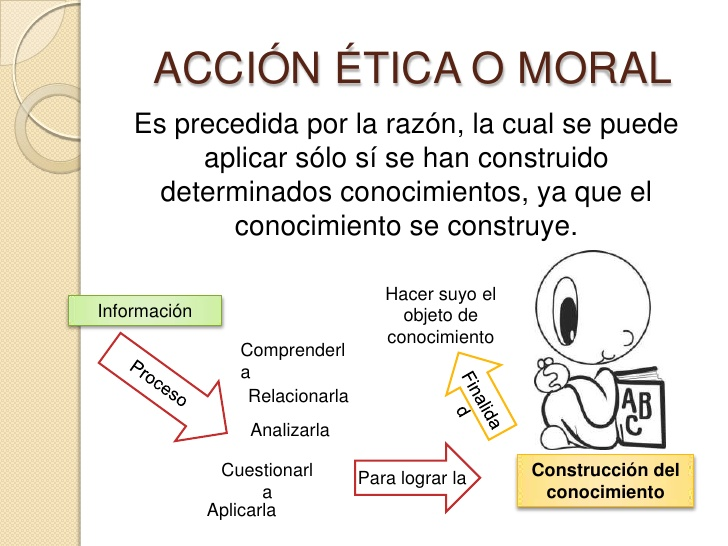 ACCIÓN ÉTICA O MORAL
Es precedida por la razón, la cual se puede
aplicar sólo sí se han construido
determinados conocimientos, ya que el
conocimiento se construye.
Información
Proceso
Comprenderl
a
Relacionarla
Analizarla
Cuestionarl
a
Aplicarla
Para lograr la
Construcción del
conocimiento
Finalida
d
Hacer suyo el
objeto de
conocimiento
A B
C